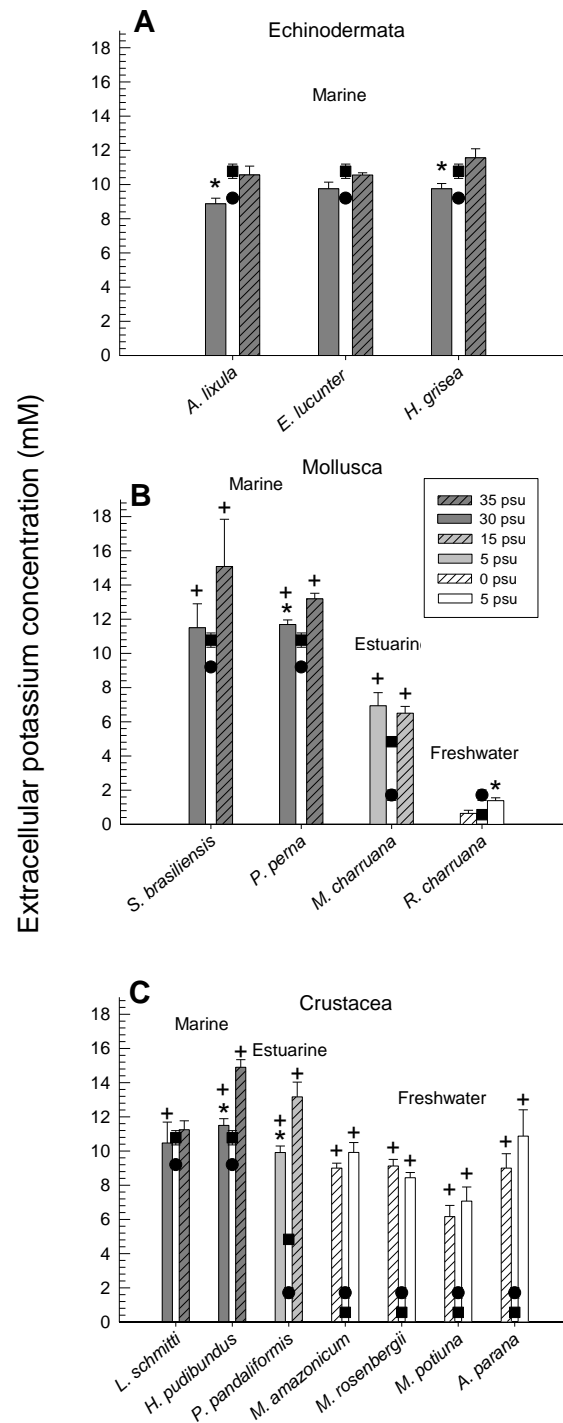 A
Echinodermata
Marine
18
16
14
12
10
8
6
4
2
0
* *
A. lixula
E. lucunter
H. grisea
Extracellular potassium concentration (mM)
B
Mollusca
Marine
Estuarin
Freshwater
35 psu
30 psu
15 psu
5 psu
0 psu
5 psu
18
16
14
12
10
8
6
4
2
0
+ + + * + + + *
S. brasiliensis
P. perna
M. charruana
R. charruana
C
Crustacea
Marine
Estuarine
Freshwater
18
16
14
12
10
8
6
4
2
0
+ + * + + * + + + + + + + + +
L. schmitti
H. pudibundus
P. pandaliformis
M. amazonicum
M. rosenbergii
M. potiuna
A. parana